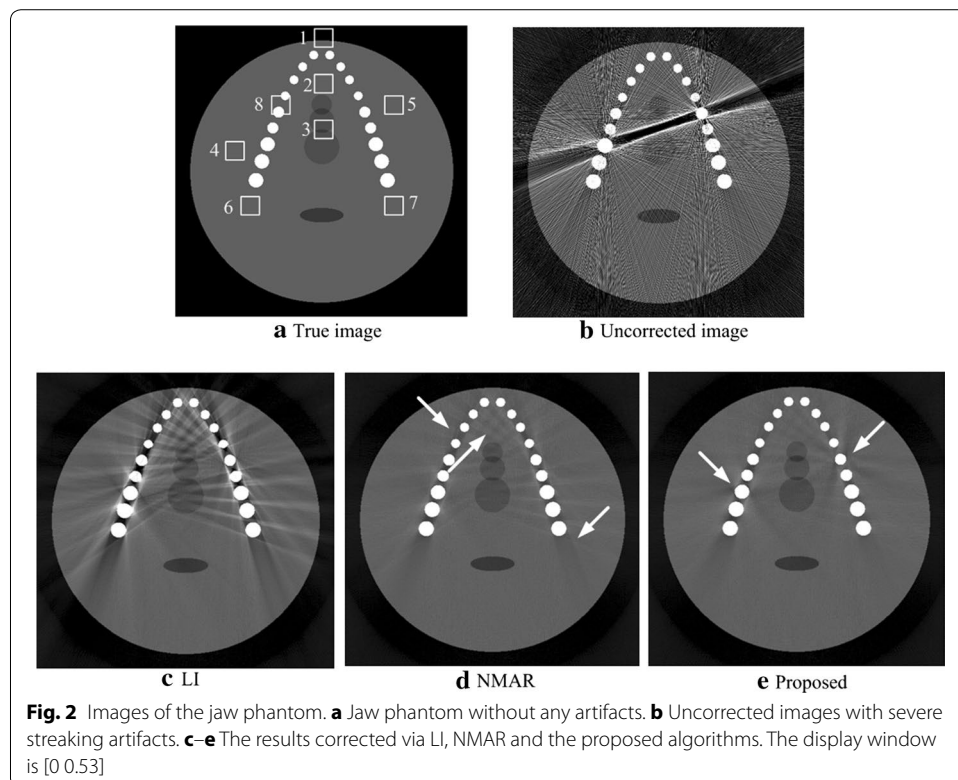 1
2
8
5
3
4
6
7
a True image
b Uncorrected image
c LI
d NMAR
e Proposed
Fig. 2 Images of the jaw phantom. a Jaw phantom without any artifacts. b Uncorrected images with severe
streaking artifacts. c–e The results corrected via LI, NMAR and the proposed algorithms. The display window
is [0 0.53]